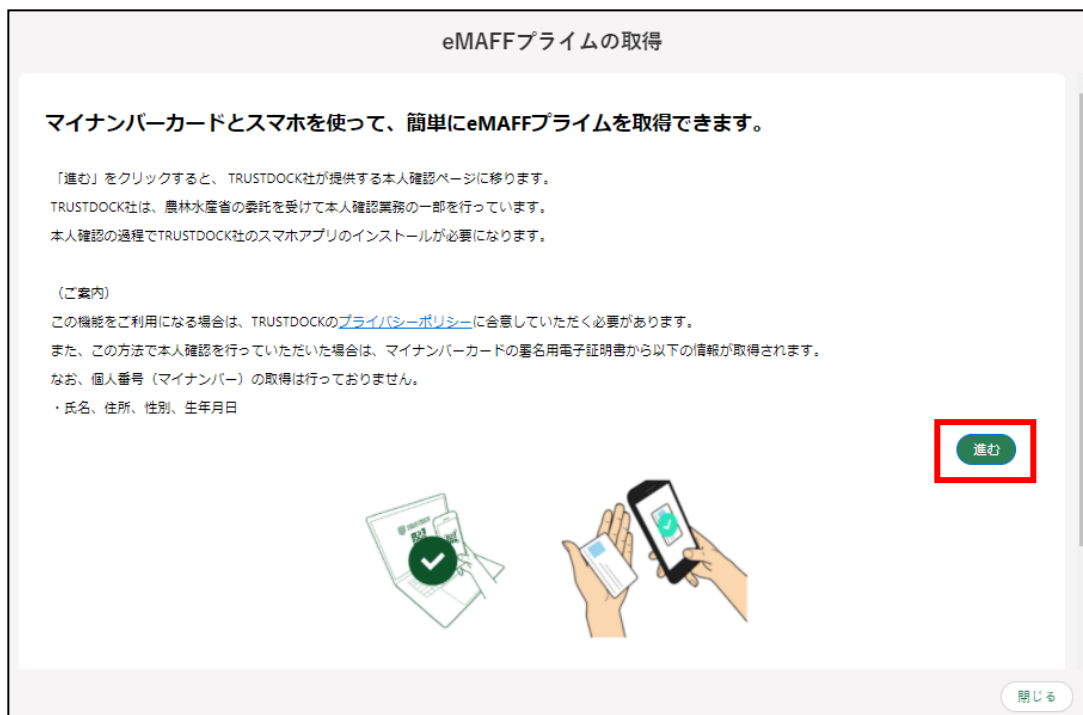 eMAFFプライムの取得
マイナンバーカードとスマホを使って、簡単にeMAFFプライムを取得できます。
「進む」をクリックすると、 TRUSTDOCK社が提供する本人確認ページに移ります。
TRUSTDOCK社は、農林水産省の委託を受けて本人確認業務の一部を行っています。
本人確認の過程でTRUSTDOCK社のスマホアプリのインストールが必要になります。
（ご案内）
この機能をご利用になる場合は、TRUSTDOCKのプライバシーポリシーに合意していただく必要があります。
また、この方法で本人確認を行っていただいた場合は、マイナンバーカードの署名用電子証明書から以下の情報が取得されます。
なお、個人番号（マイナンバー）の取得は行っておりません。
・氏名、住所、性別、生年月日
進む
TRUSTDOCK
閉じる